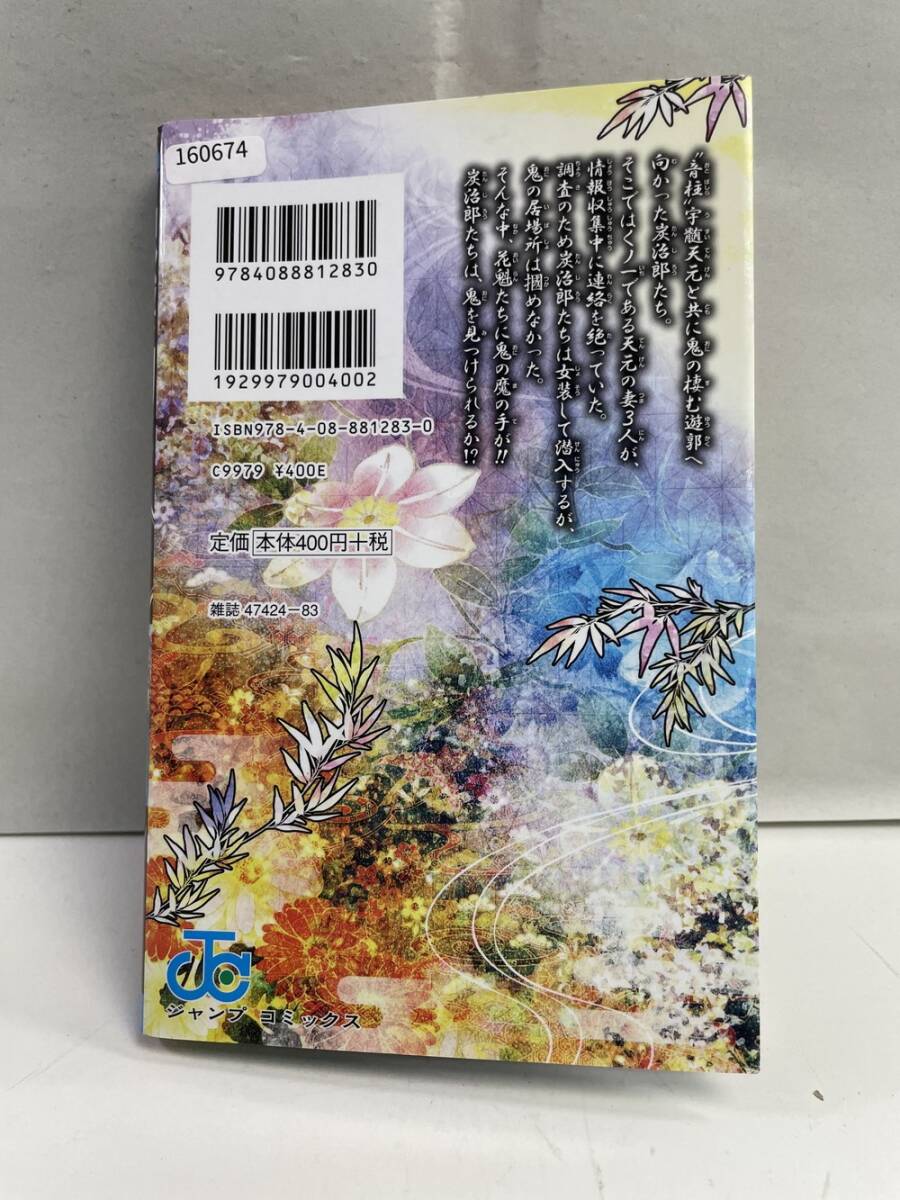 160674
9784088812830
1929979004002
ISBN978-4-08-881283-0
C9979 ¥400E
定価 本体400円+税
雑誌 47424-83
“音柱”宇髄天元と共に鬼の棲む遊郭へ
向かった炭治郎たち。
そこではくノ一である天元の妻3人が、
情報収集中に連絡を絶っていた。
調査のため炭治郎たちは女装して潜入するが、
鬼の居場所は掴めなかった。
そんな中、花魁たちに鬼の魔の手が!!
炭治郎たちは、鬼を見つけられるか!?
JC
ジャンプ コミックス